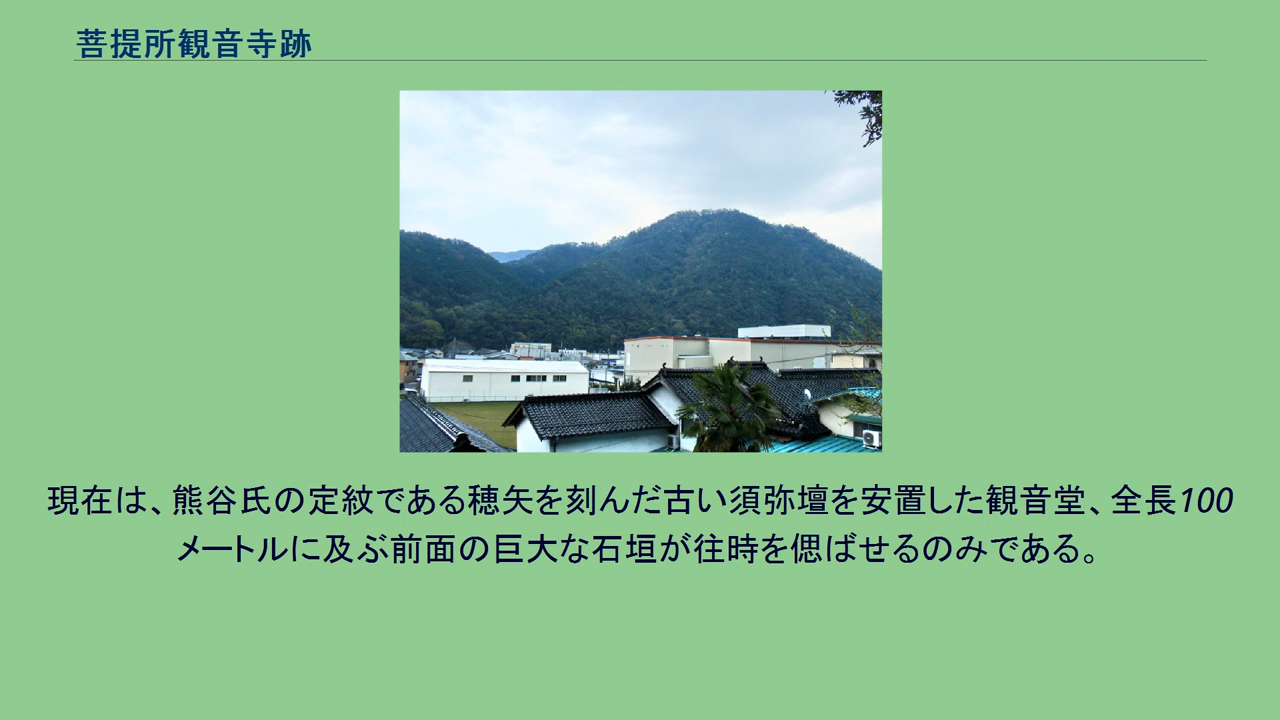 菩提所観音寺跡
現在は、熊谷氏の定紋である穂矢を刻んだ古い須弥壇を安置した観音堂、全長100
メートルに及ぶ前面の巨大な石垣が往時を偲ばせるのみである。